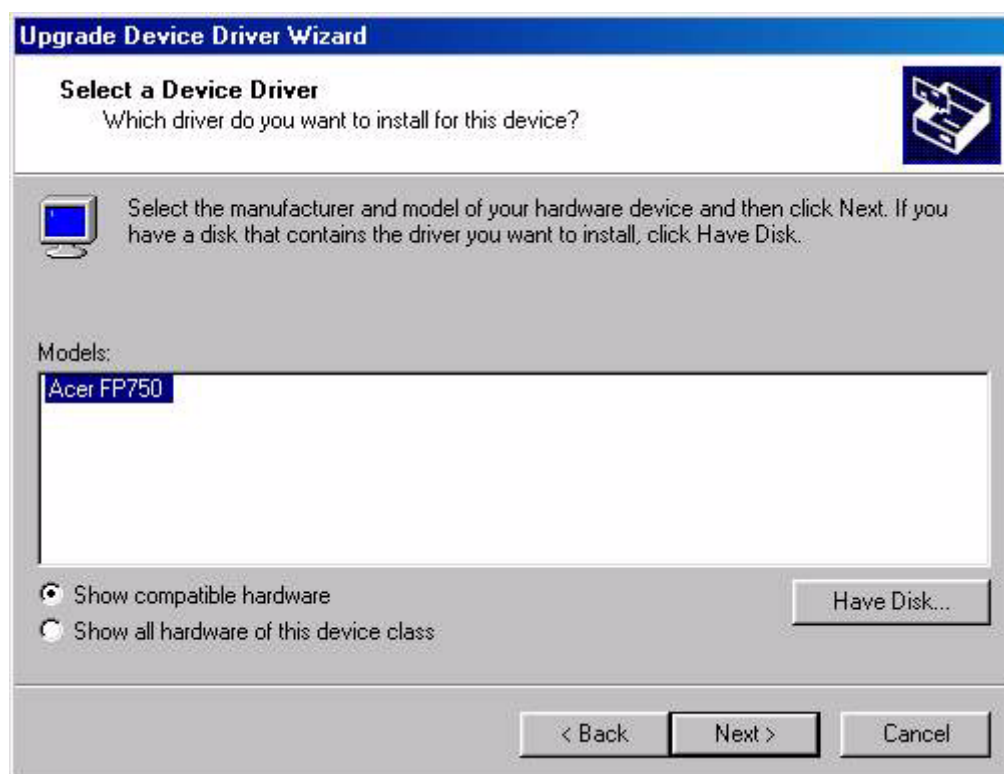 Upgrade Device Driver Wizard
Select a Device Driver
Which driver do you want to install for this device?
Select the manufacturer and model of your hardware device and then click Next. If you
have a disk that contains the driver you want to install, click Have Disk.
Models:
Acer FP750
Show compatible hardware
Have Disk...
Show all hardware of this device class
< Back
Next >
Cancel